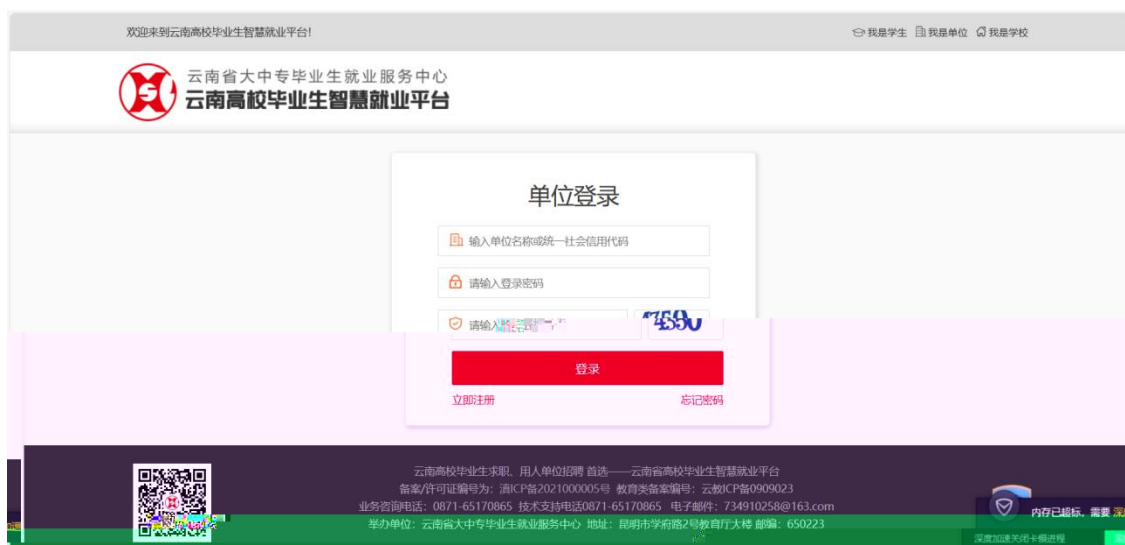 欢迎来到云南高校毕业生智慧就业平台!
我是学生 我是单位 我是学校
云南省大中专毕业生就业服务中心
云南高校毕业生智慧就业平台
单位登录
输入单位名称或统一社会信用代码
请输入登录密码
请输入
登录
立即注册 忘记密码
云南高校毕业生求职、用人单位招聘 首选——云南省高校毕业生智慧就业平台
备案/许可证编号为:滇ICP备2021000005号 教育类备案编号:云教ICP备0909023
业务咨询电话:0871-65170865 技术支持电话0871-65170865 电子邮件:734910258@163.com
举办单位:云南省大中专毕业生就业服务中心 地址:昆明市学府路2号教育厅大楼 邮编:650223
内存已超标,需要
深度加速关闭卡慢进程